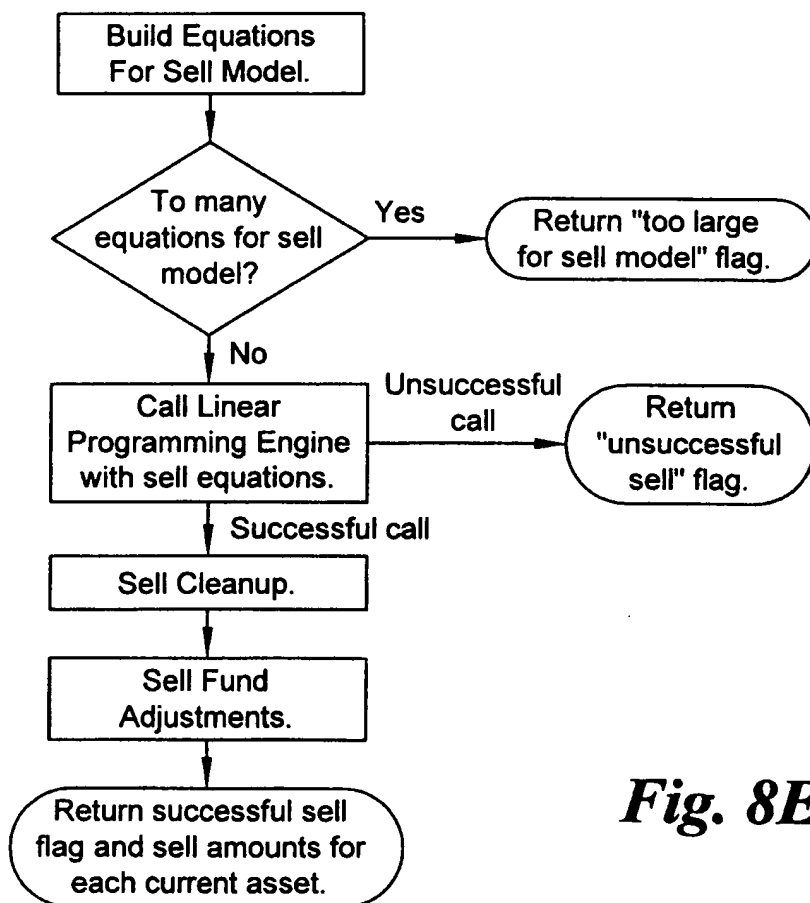 Build Equations
For Sell Model.
To many
equations for sell
model?
Yes
Return "too large
for sell model" flag.
No
Call Linear
Programming Engine
with sell equations.
Unsuccessful
call
Return
"unsuccessful
sell" flag.
Successful call
Sell Cleanup.
Sell Fund
Adjustments.
Return successful sell
flag and sell amounts for
each current asset.
Fig. 8E